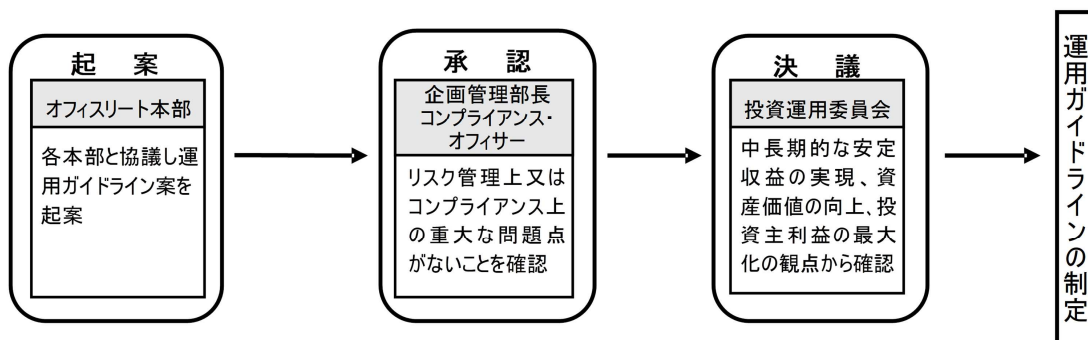 起案
オフィスリート本部
各本部と協議し運
用ガイドライン案を
起案
承認
企画管理部長
コンプライアンス・
オフィサー
リスク管理上又は
コンプライアンス上
の重大な問題点
がないことを確認
決議
投資運用委員会
中長期的な安定
収益の実現、資
産価値の向上、投
資主利益の最大
化の観点から確認
運用ガイドラインの制定